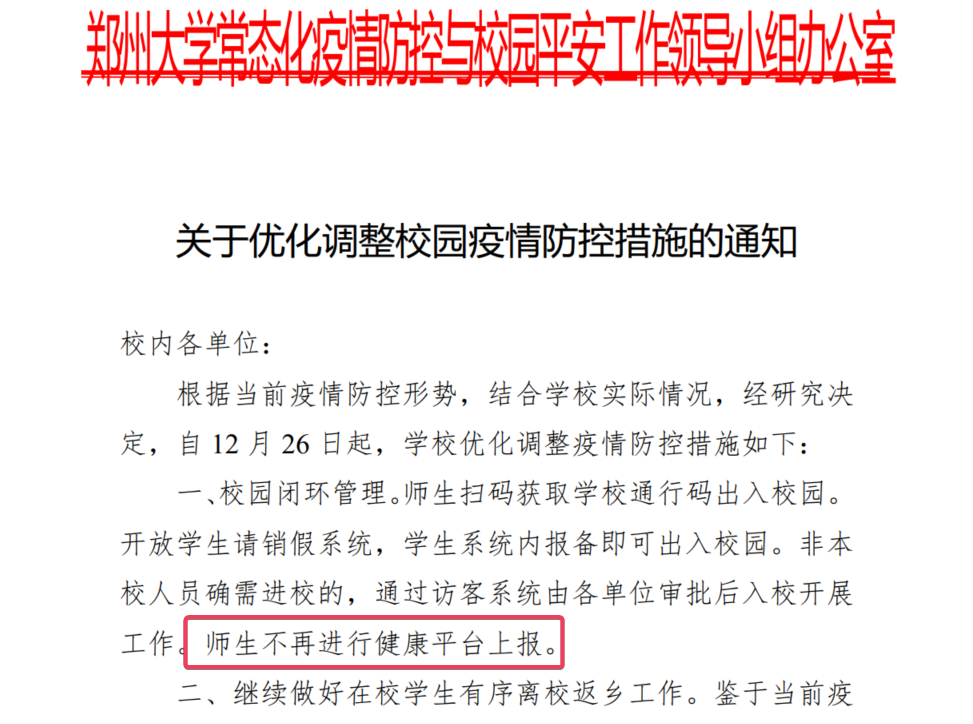 郑州大学常态化疫情防控与校园平安工作领导小组办公室
关于优化调整校园疫情防控措施的通知
校内各单位：
根据当前疫情防控形势，结合学校实际情况，经研究决
定，自 12 月 26 日起，学校优化调整疫情防控措施如下：
一、校园闭环管理。师生扫码获取学校通行码出入校园。
开放学生请销假系统，学生系统内报备即可出入校园。非本
校人员确需进校的，通过访客系统由各单位审批后入校开展
工作。师生不再进行健康平台上报。
二、继续做好在校学生有序离校返乡工作。鉴于当前疫